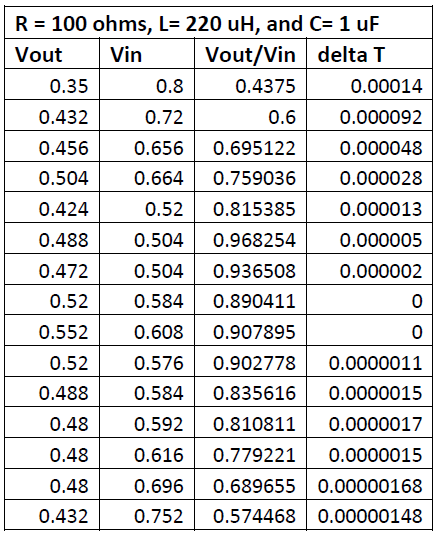 R = 100 ohms, L= 220 uH, and C= 1 uF
Vout Vin Vout/Vin delta T
0.35 0.8 0.4375 0.00014
0.432 0.72 0.6 0.000092
0.456 0.656 0.695122 0.000048
0.504 0.664 0.759036 0.000028
0.424 0.52 0.815385 0.000013
0.488 0.504 0.968254 0.000005
0.472 0.504 0.936508 0.000002
0.52 0.584 0.890411 0
0.552 0.608 0.907895 0
0.52 0.576 0.902778 0.0000011
0.488 0.584 0.835616 0.0000015
0.48 0.592 0.810811 0.0000017
0.48 0.616 0.779221 0.0000015
0.48 0.696 0.689655 0.00000168
0.432 0.752 0.574468 0.00000148